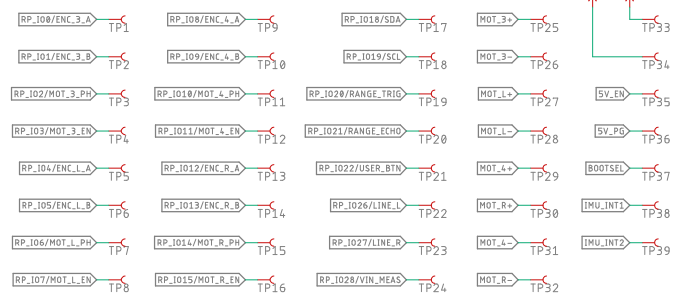 RP_IO0/ENC_3_A TP1
RP_IO1/ENC_3_B TP2
RP_IO2/MOT_3_PH TP3
RP_IO3/MOT_3_EN TP4
RP_IO4/ENC_L_A TP5
RP_IO5/ENC_L_B TP6
RP_IO6/MOT_L_PH TP7
RP_IO7/MOT_L_EN TP8
RP_IO8/ENC_4_A TP9
RP_IO9/ENC_4_B TP10
RP_IO10/MOT_4_PH TP11
RP_IO11/MOT_4_EN TP12
RP_IO12/ENC_R_A TP13
RP_IO13/ENC_R_B TP14
RP_IO14/MOT_R_PH TP15
RP_IO15/MOT_R_EN TP16
RP_IO18/SDA TP17
RP_IO19/SCL TP18
RP_IO20/RANGE_TRIG TP19
RP_IO21/RANGE_ECHO TP20
RP_IO22/USER_BTN TP21
RP_IO26/LINE_L TP22
RP_IO27/LINE_R TP23
RP_IO28/VIN_MEAS TP24
MOT_3+ TP25
MOT_3- TP26
MOT_L+ TP27
MOT_L- TP28
MOT_4+ TP29
MOT_R+ TP30
MOT_4- TP31
MOT_R- TP32
TP33
TP34
5V_EN TP35
5V_PG TP36
BOOTSEL TP37
IMU_INT1 TP38
IMU_INT2 TP39